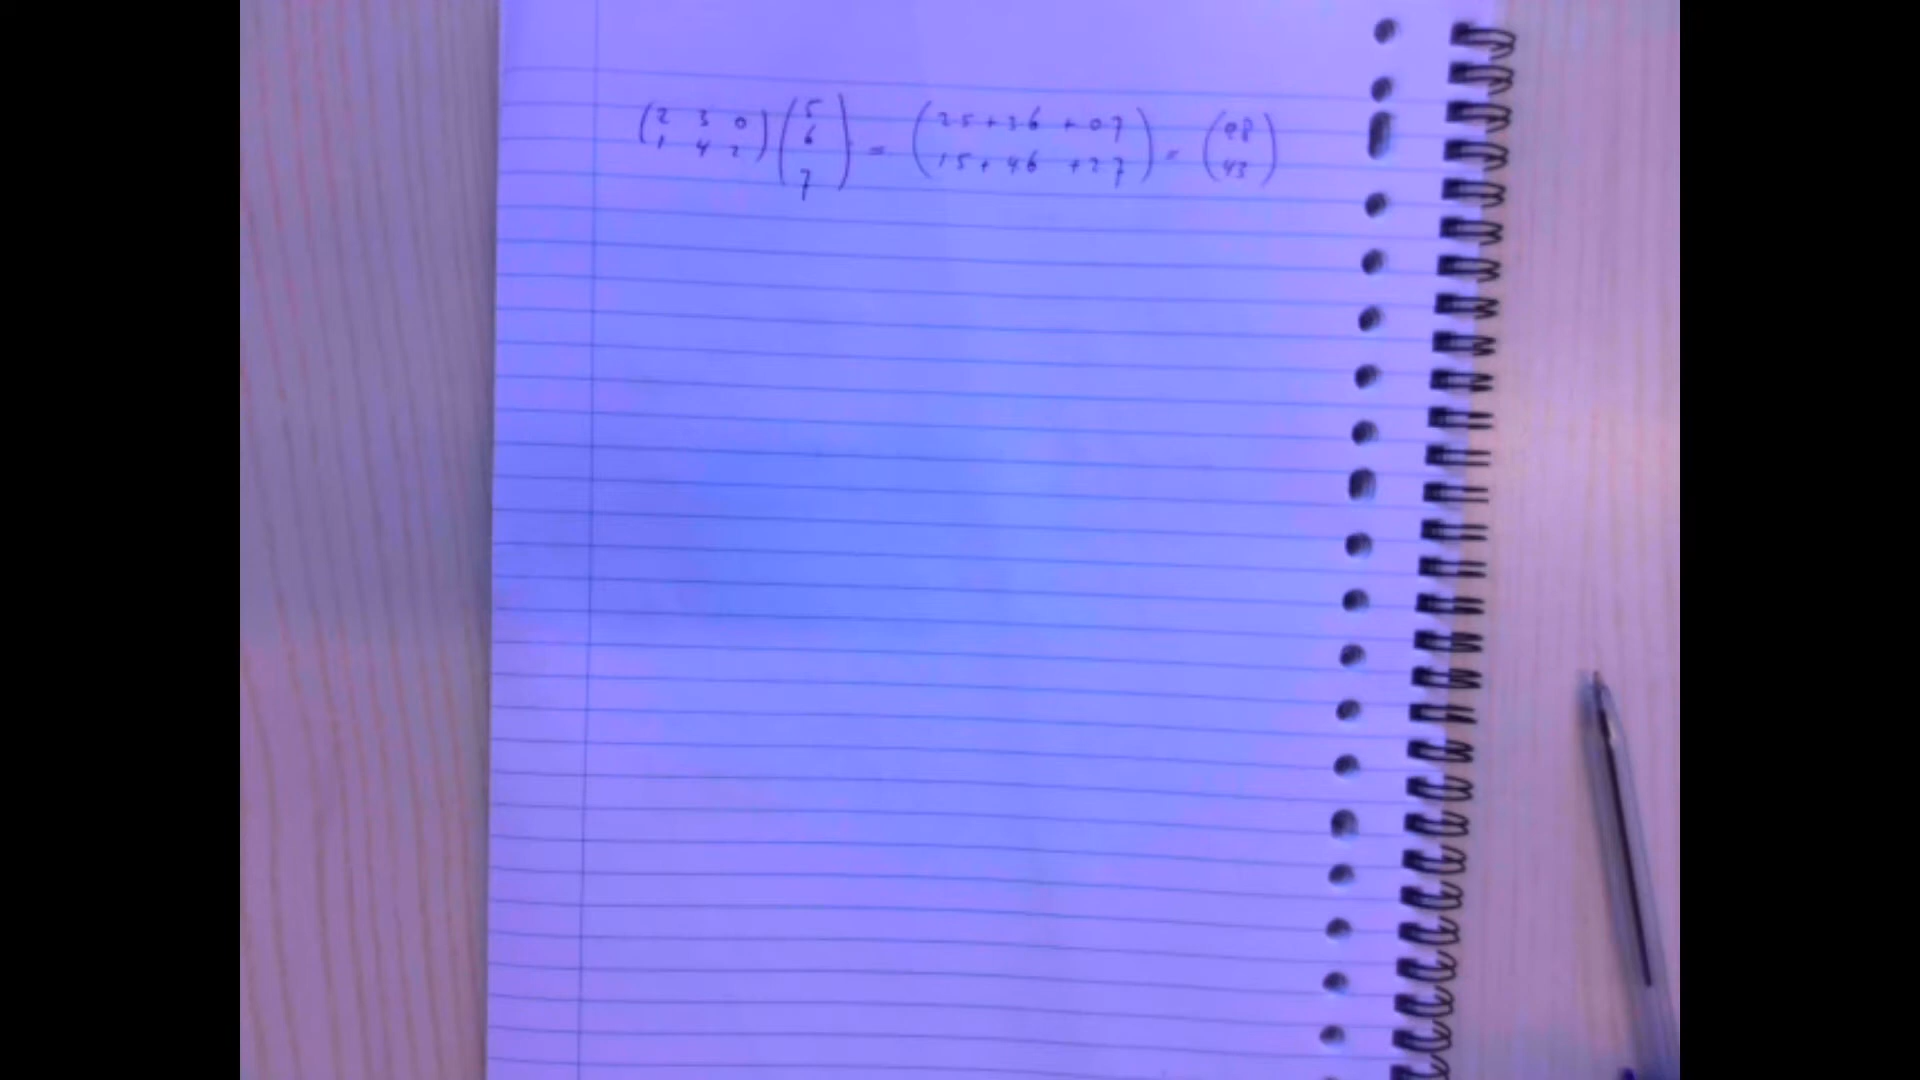 (2 3 0) (5) = (25 + 36 + 07) = (28)
(1 4 2) (6) (15 + 46 + 27) (43)
(7)